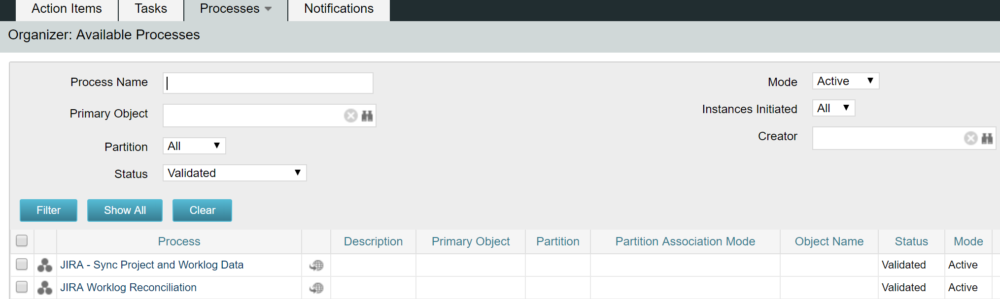 Action Items Tasks Processes Notifications
Organizer: Available Processes
Process Name Mode Active
Primary Object Instances Initiated All
Creator
Partition All
Status Validated
Filter Show All Clear
Process Description Primary Object Partition Partition Association Mode Object Name Status Mode
JIRA - Sync Project and Worklog Data Validated Active
JIRA Worklog Reconciliation Validated Active